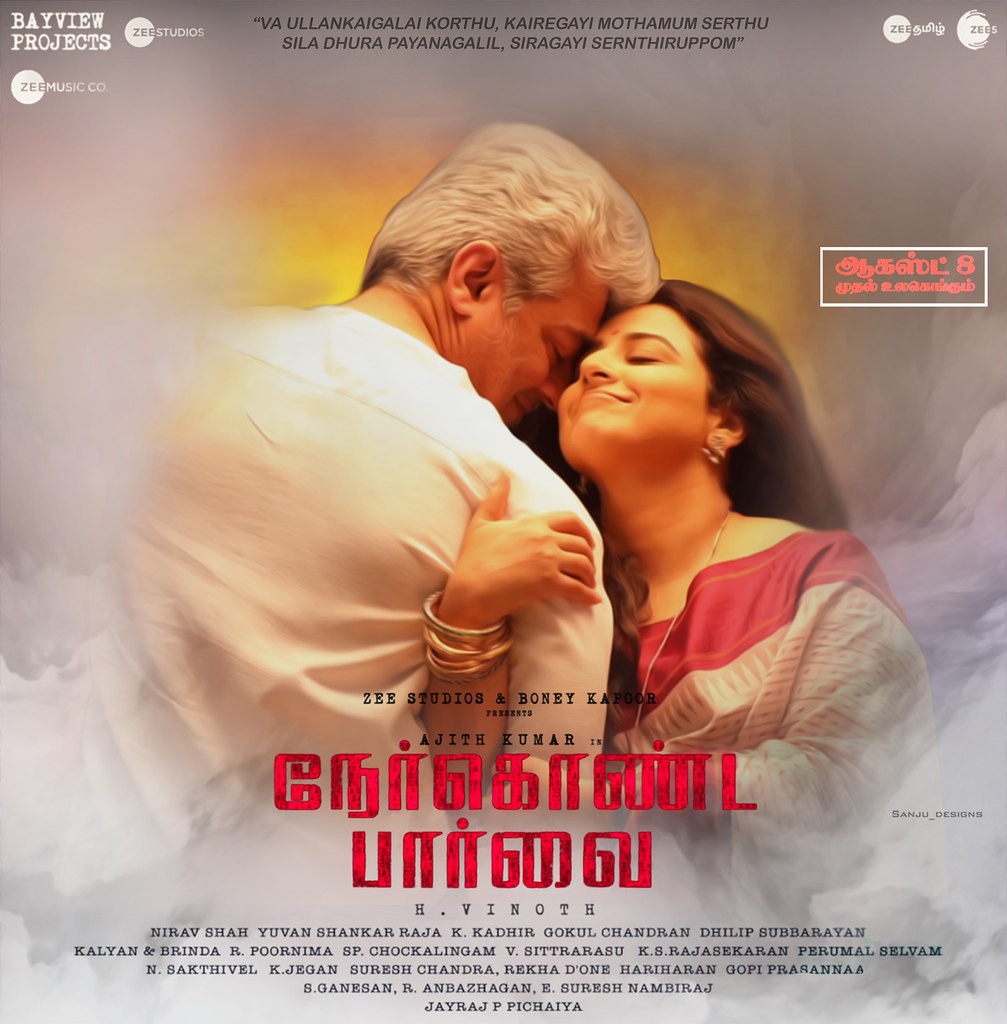 BAYVIEW
PROJECTS
ZEESTUDIOS
ZEEMUSIC CO.
“VA ULLANKAIGALAI KORTHU, KAIREGAYI MOTHAMUM SERTHU
SILA DHURA PAYANAGALIL, SIRAGAYI SERNTHIRUPPOM”
ZEEதமிழ்
ZEE5
ஆகஸ்ட் 8
முதல் உலகெங்கும்
ZEE STUDIOS & BONEY KAPOOR
PRESENTS
AJITH KUMAR IN
நேர்கொண்ட
பார்வை
SANJU_DESIGNS
H.VINOTH
NIRAV SHAH YUVAN SHANKAR RAJA K. KADHIR GOKUL CHANDRAN DHILIP SUBBARAYAN
KALYAN & BRINDA R. POORNIMA SP. CHOCKALINGAM V. SITTRARASU K.S.RAJASEKARAN PERUMAL SELVAM
N. SAKTHIVEL K.JEGAN SURESH CHANDRA, REKHA D'ONE HARIHARAN GOPI PRASANNAA
S.GANESAN, R. ANBAZHAGAN, E. SURESH NAMBIRAJ
JAYRAJ P PICHAIYA